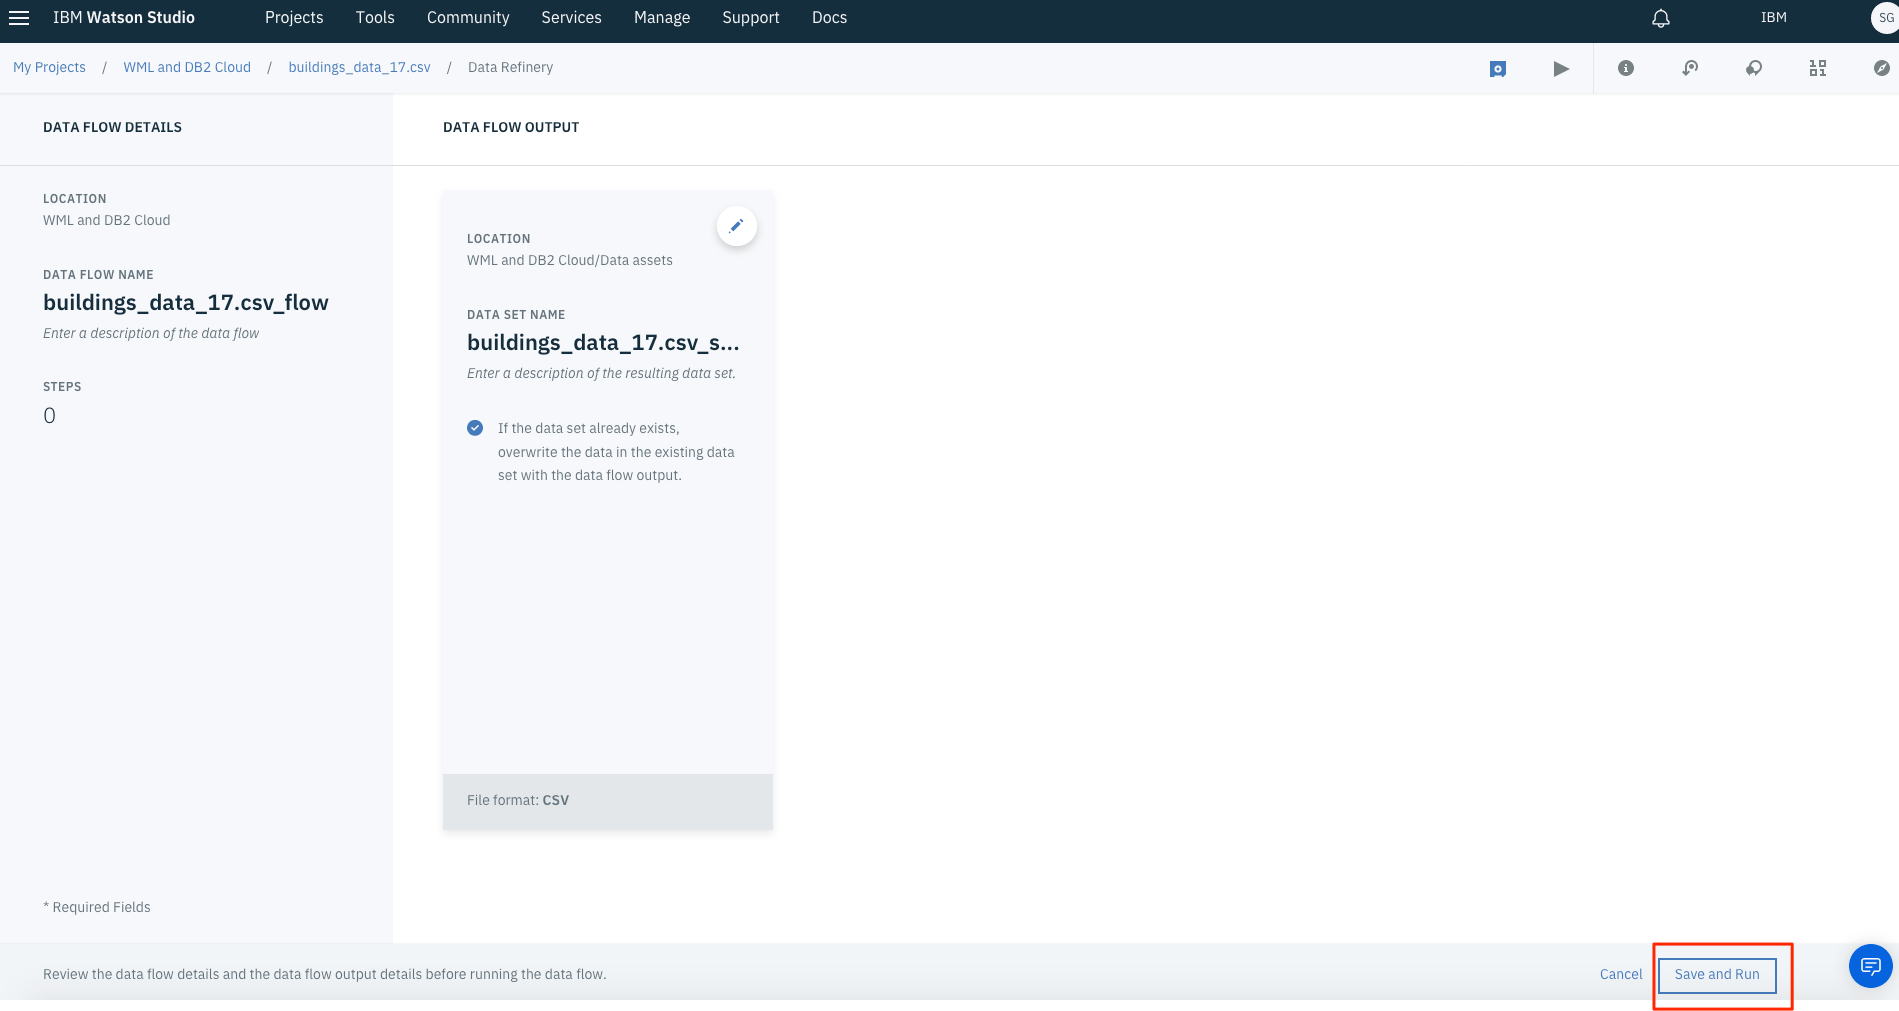 IBM Watson Studio Projects Tools Community Services Manage Support Docs IBM SG
My Projects / WML and DB2 Cloud / buildings_data_17.csv / Data Refinery
DATA FLOW DETAILS
LOCATION
WML and DB2 Cloud
DATA FLOW NAME
buildings_data_17.csv_flow
Enter a description of the data flow
STEPS
0
* Required Fields
DATA FLOW OUTPUT
LOCATION
WML and DB2 Cloud/Data assets
DATA SET NAME
buildings_data_17.csv_s...
Enter a description of the resulting data set.
If the data set already exists,
overwrite the data in the existing data
set with the data flow output.
File format: CSV
Review the data flow details and the data flow output details before running the data flow.
Cancel Save and Run